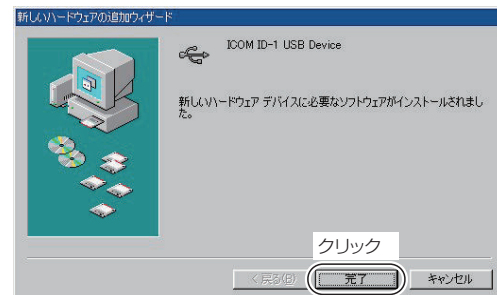 新しいハードウェアの追加ウィザード
ICOM ID-1 USB Device
新しいハードウェア デバイスに必要なソフトウェアがインストールされまし
た。
クリック
< 戻る(B)
完了
キャンセル